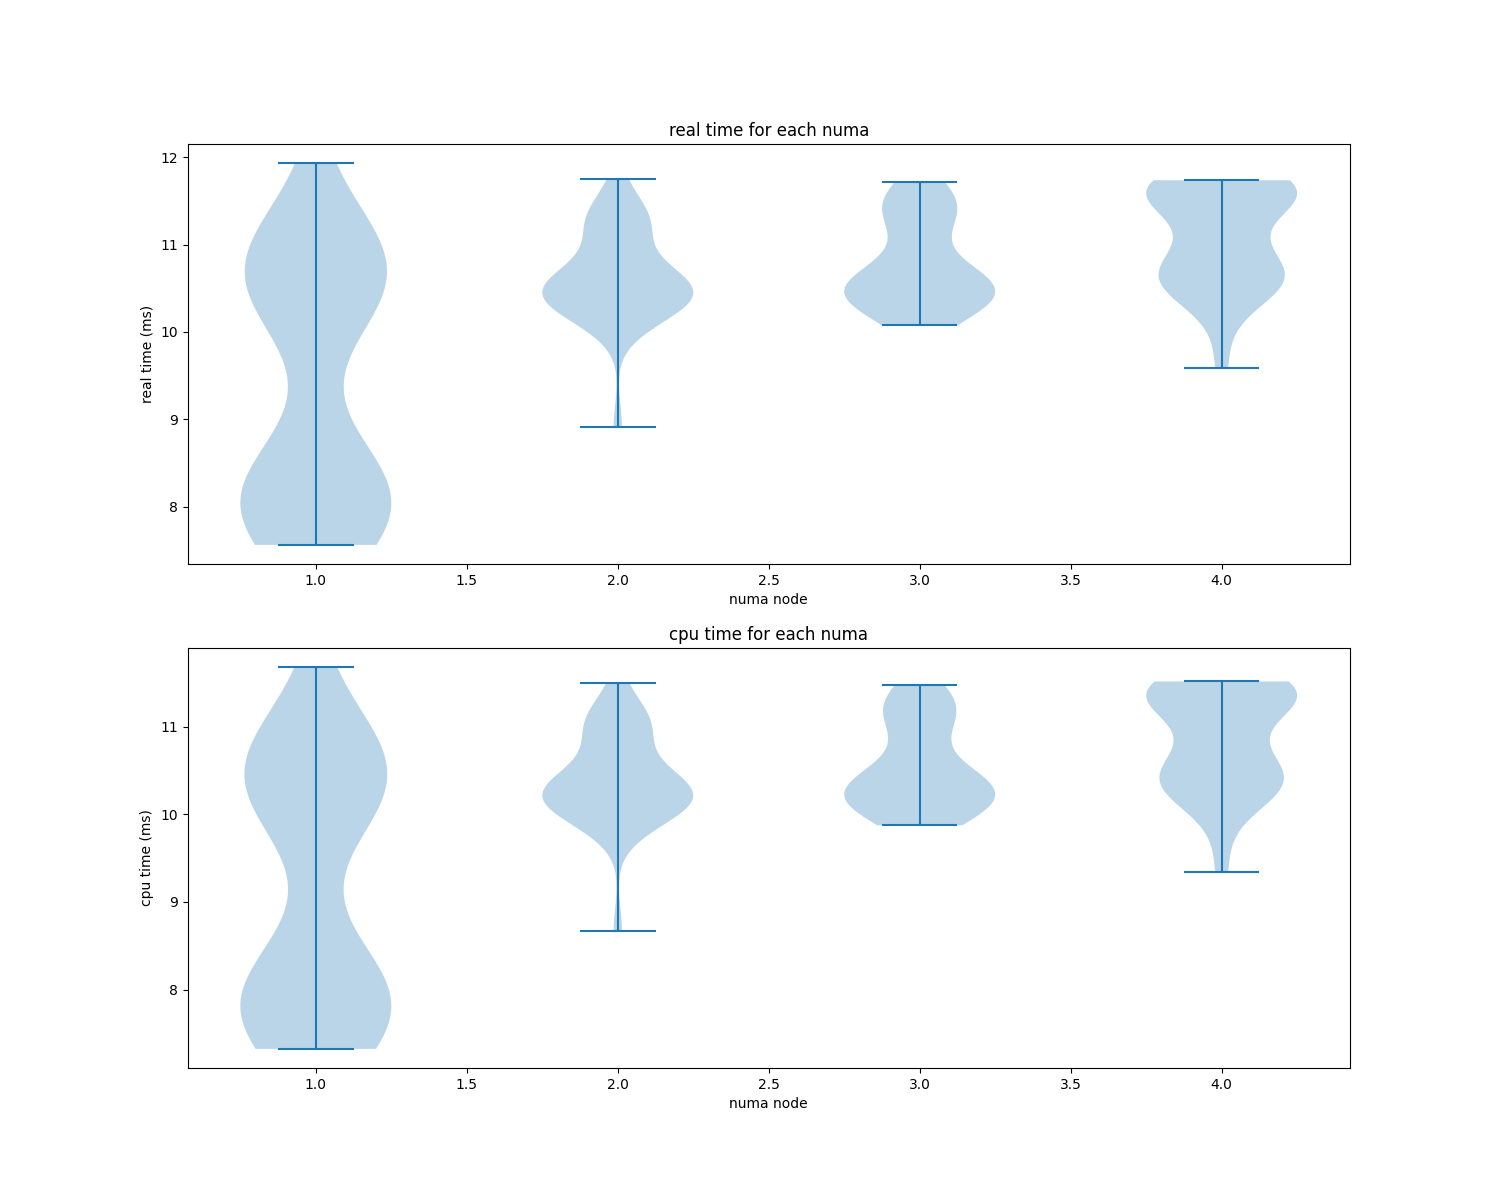 real time for each numa
real time (ms)
12
11
10
9
8
1.0 1.5 2.0 2.5 3.0 3.5 4.0
numa node
cpu time for each numa
cpu time (ms)
11
10
9
8
1.0 1.5 2.0 2.5 3.0 3.5 4.0
numa node